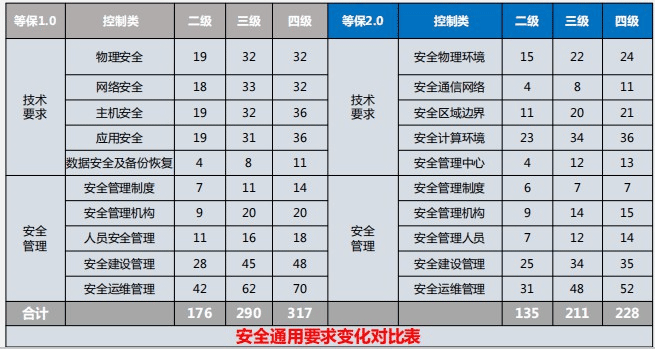 等保1.0 控制类 二级 三级 四级 等保2.0 控制类 二级 三级 四级
技术要求 物理安全 19 32 32 技术要求 安全物理环境 15 22 24
网络安全 18 33 32 安全通信网络 4 8 11
主机安全 19 32 36 安全区域边界 11 20 21
应用安全 19 31 36 安全计算环境 23 34 36
数据安全及备份恢复 4 8 11 安全管理中心 4 12 13
安全管理 安全管理制度 7 11 14 安全管理 安全管理制度 6 7 7
安全管理机构 9 20 20 安全管理机构 9 14 15
人员安全管理 11 16 18 安全管理人员 7 12 14
安全建设管理 28 45 48 安全建设管理 25 34 35
安全运维管理 42 62 70 安全运维管理 31 48 52
合计 176 290 317 135 211 228
安全通用要求变化对比表